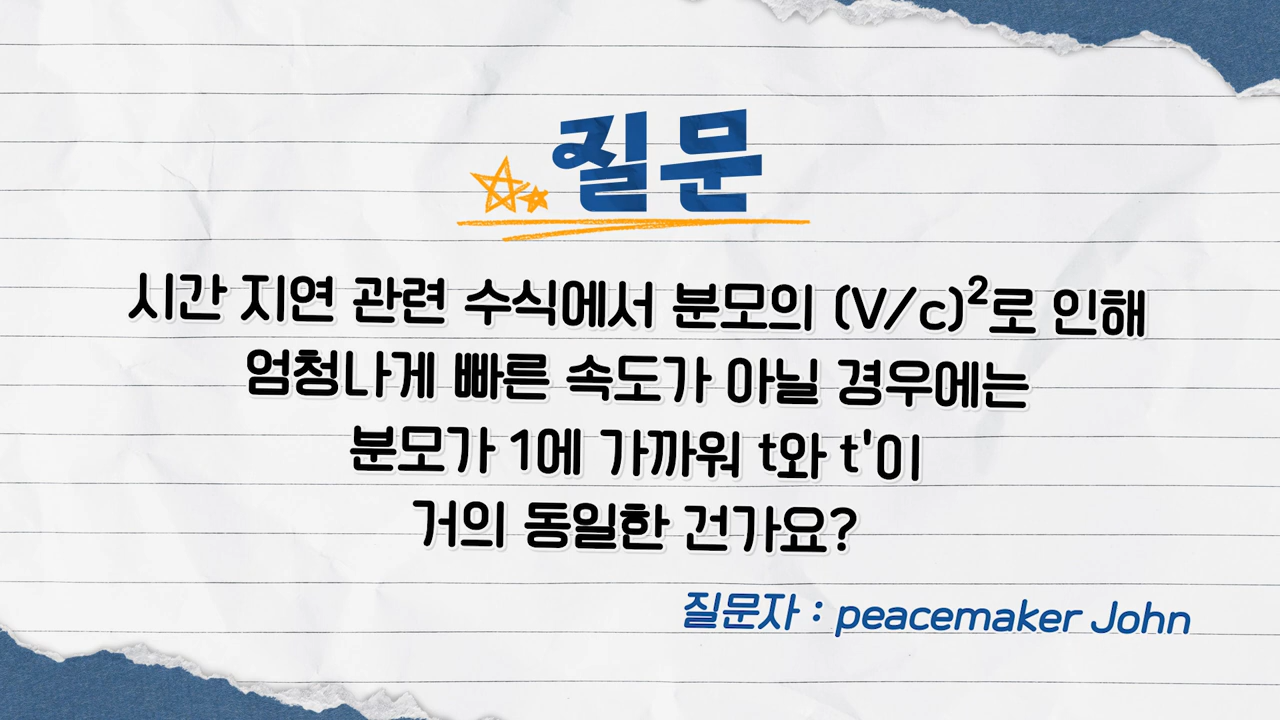 질문
시간 지연 관련 수식에서 분모의 (V/c)²로 인해
엄청나게 빠른 속도가 아닐 경우에는
분모가 1에 가까워 t와 t'이
거의 동일한 건가요?
질문자 : peacemaker John